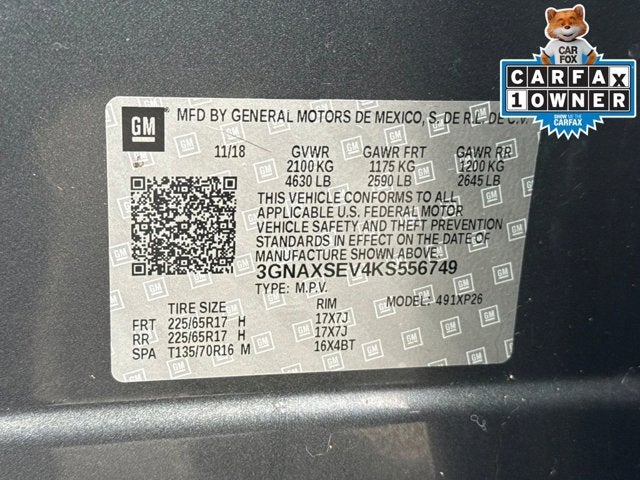 CAR
FOX
CARFAX
1 OWNER
SHOW ME THE
CARFAX
GM
MFD BY GENERAL MOTORS DE MEXICO, S. DE R.L. DE C.V.
11/18 GVWR GAWR FRT GAWR RR
2100 KG 1175 KG 1200 KG
4630 LB 2590 LB 2645 LB
THIS VEHICLE CONFORMS TO ALL
APPLICABLE U.S. FEDERAL MOTOR
VEHICLE SAFETY AND THEFT PREVENTION
STANDARDS IN EFFECT ON THE DATE OF
MANUFACTURE SHOWN ABOVE.
3GNAXSEV4KS556749
TYPE: M.P.V. MODEL: 491XP26
TIRE SIZE RIM
FRT 225/65R17 H 17X7J
RR 225/65R17 H 17X7J
SPA T135/70R16 M 16X4BT